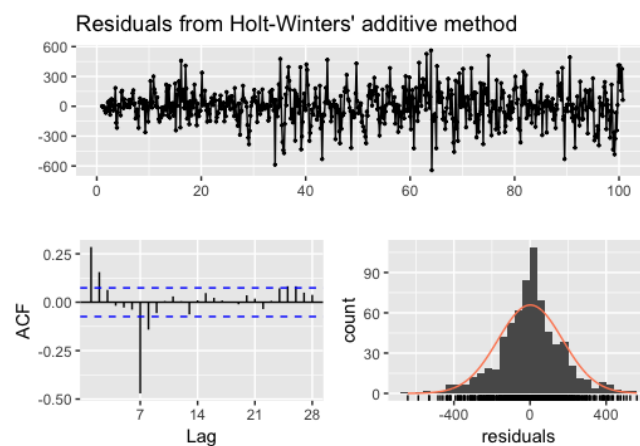 Residuals from Holt-Winters' additive method
600
300
0
-300
-600
0 20 40 60 80 100
0.25
0.00
-0.25
-0.50
ACF
7 14 21 28
Lag
90
60
30
0
count
-400 0 400
residuals